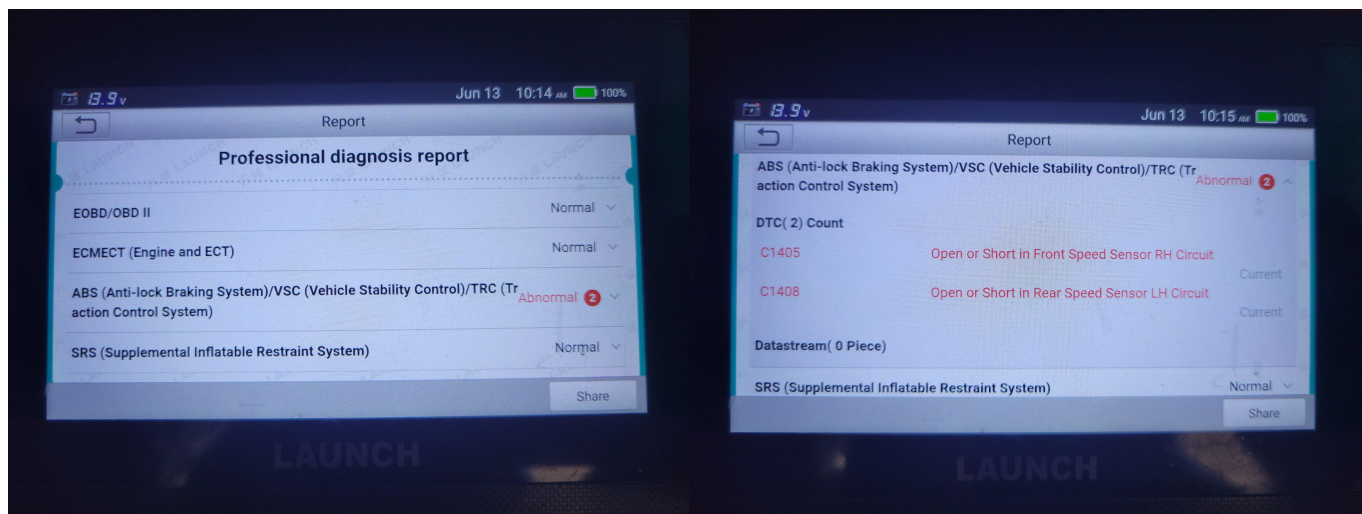 13.9 v
Jun 13 10:14 AM 100%
Report
Professional diagnosis report
EOBD/OBD II Normal
ECMECT (Engine and ECT) Normal
ABS (Anti-lock Braking System)/VSC (Vehicle Stability Control)/TRC (Tr
action Control System) Abnormal 2
SRS (Supplemental Inflatable Restraint System) Normal
Share
LAUNCH
13.9 v
Jun 13 10:15 AM 100%
Report
ABS (Anti-lock Braking System)/VSC (Vehicle Stability Control)/TRC (Tr
action Control System) Abnormal 2
DTC( 2) Count
C1405 Open or Short in Front Speed Sensor RH Circuit
Current
C1408 Open or Short in Rear Speed Sensor LH Circuit
Current
Datastream( 0 Piece)
SRS (Supplemental Inflatable Restraint System) Normal
Share
LAUNCH